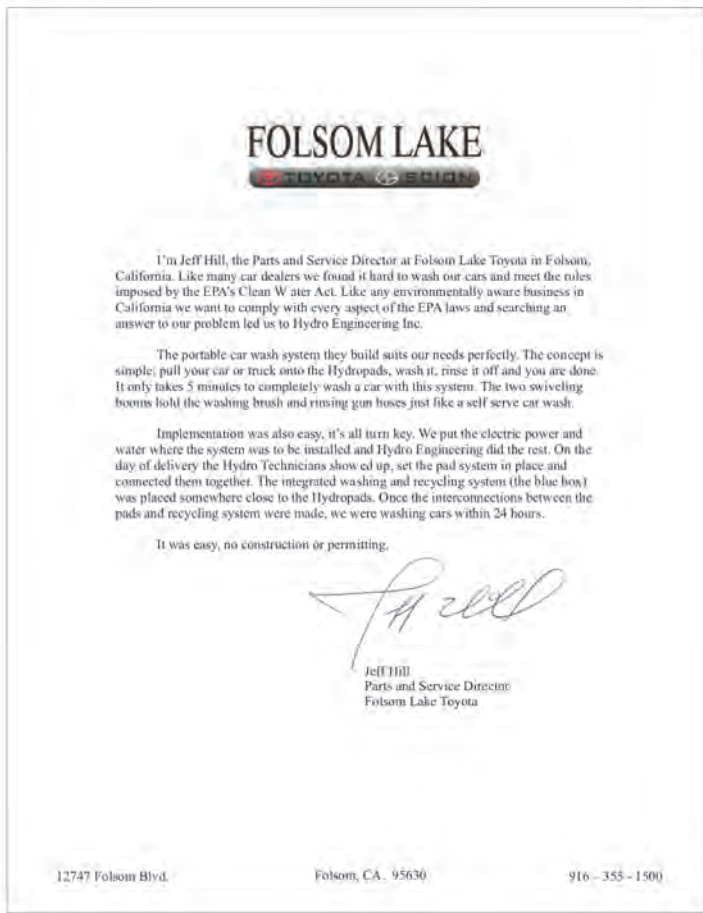 FOLSOM LAKE
TOYOTA SCION
I'm Jeff Hill, the Parts and Service Director at Folsom Lake Toyota in Folsom,
California. Like many car dealers we found it hard to wash our cars and meet the rules
imposed by the EPA's Clean W ater Act. Like any environmentally aware business in
California we want to comply with every aspect of the EPA laws and searching an
answer to our problem led us to Hydro Engineering Inc.
The portable car wash system they build suits our needs perfectly. The concept is
simple; pull your car or truck onto the Hydropads, wash it, rinse it off and you are done.
It only takes 5 minutes to completely wash a car with this system. The two swiveling
booms hold the washing brush and rinsing gun hoses just like a self serve car wash.
Implementation was also easy, it's all turn key. We put the electric power and
water where the system was to be installed and Hydro Engineering did the rest. On the
day of delivery the Hydro Technicians show ed up, set the pad system in place and
connected them together. The integrated washing and recycling system (the blue box)
was placed somewhere close to the Hydropads. Once the interconnections between the
pads and recycling system were made, we were washing cars within 24 hours.
It was easy, no construction or permitting.
Jeff Hill
Parts and Service Director
Folsom Lake Toyota
12747 Folsom Blvd. Folsom, CA. 95630 916 - 355 - 1500